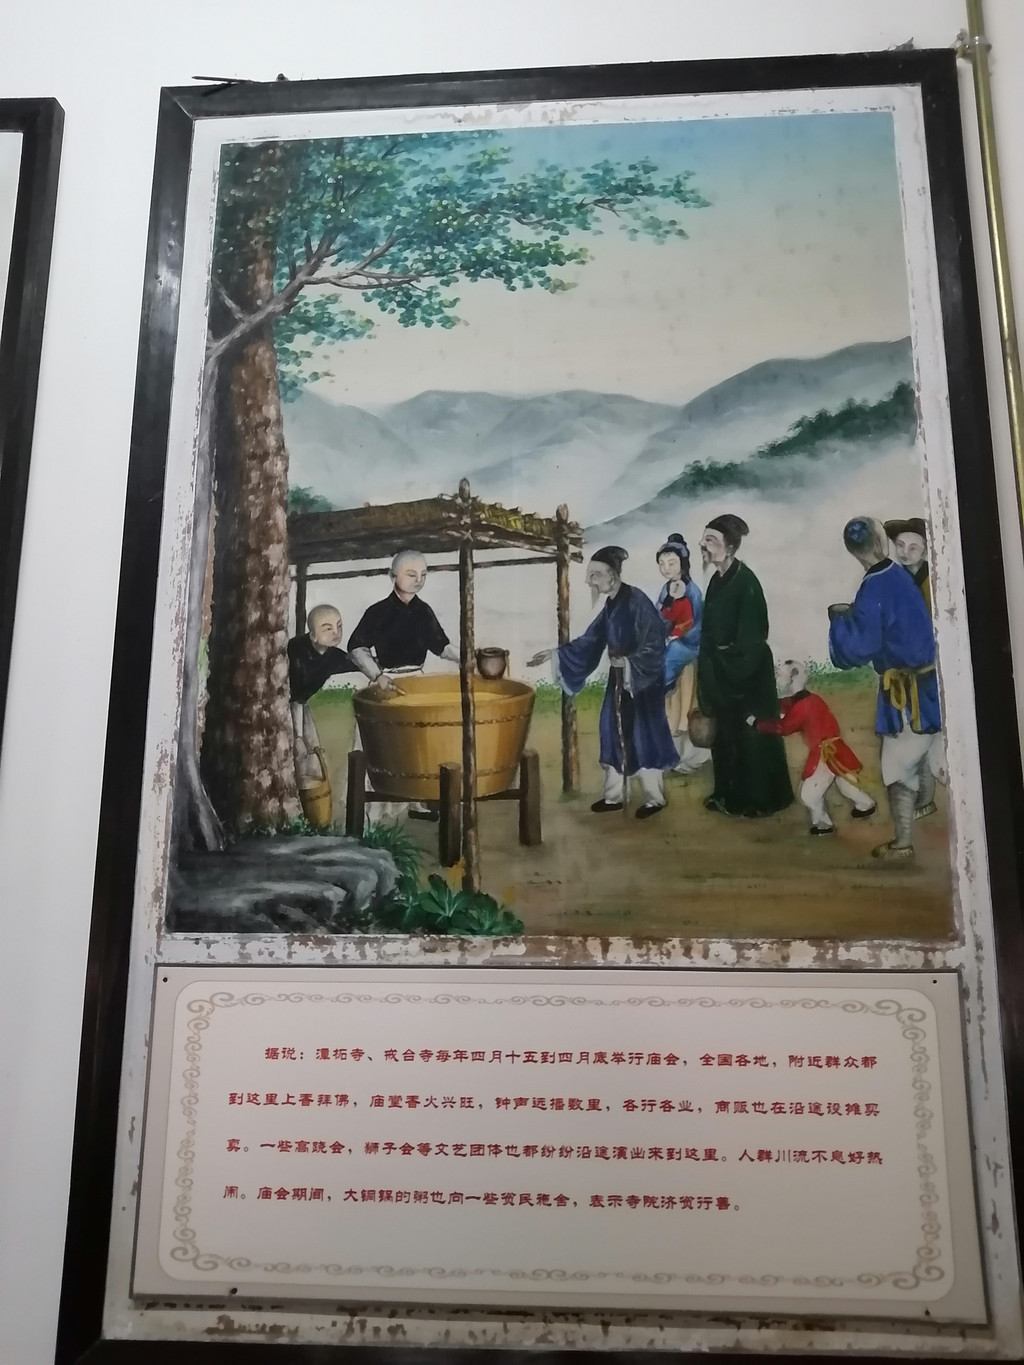 据说：潭柘寺、戒台寺每年四月十五到四月底举行庙会，全国各地，附近群众都
到这里上香拜佛，庙堂香火兴旺，钟声远播数里，各行各业，商贩也在沿途设摊买
卖。一些高跷会，狮子会等文艺团体也都纷纷沿途演出来到这里。人群川流不息好热
闹。庙会期间，大铜锅的粥也向一些贫民施舍，表示寺院济贫行善。